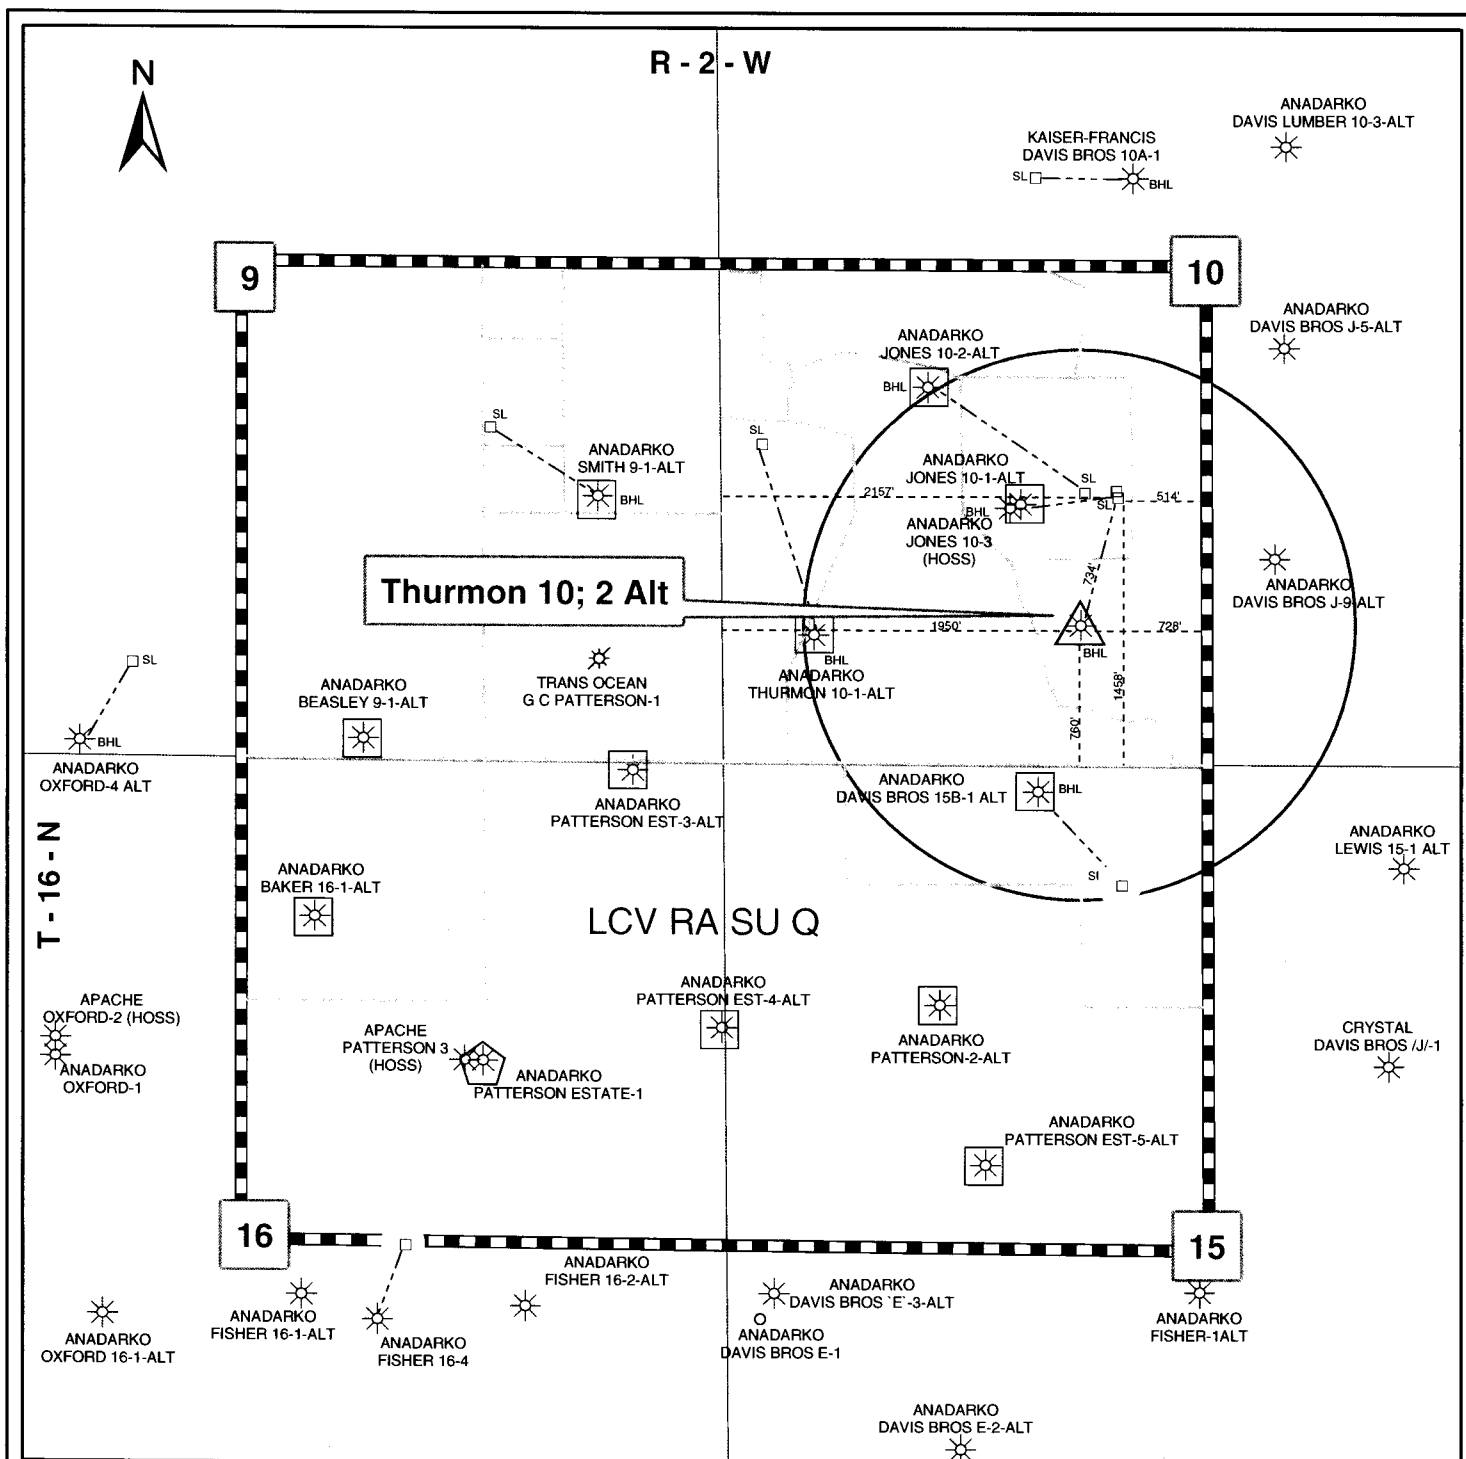 R - 2 - W
N
ANADARKO
DAVIS LUMBER 10-3-ALT
KAISER-FRANCIS
DAVIS BROS 10A-1
SL
BHL
9
10
ANADARKO
DAVIS BROS J-5-ALT
ANADARKO
JONES 10-2-ALT
BHL
SL
SL
ANADARKO
SMITH 9-1-ALT
BHL
SL
ANADARKO
JONES 10-1-ALT
2157'
514'
SL
BHL
ANADARKO
JONES 10-3
(HOSS)
734'
ANADARKO
DAVIS BROS J-9-ALT
Thurmon 10; 2 Alt
1950'
728'
BHL
BHL
ANADARKO
THURMON 10-1-ALT
1458'
760'
SL
TRANS OCEAN
G C PATTERSON-1
ANADARKO
BEASLEY 9-1-ALT
BHL
ANADARKO
OXFORD-4 ALT
ANADARKO
PATTERSON EST-3-ALT
ANADARKO
DAVIS BROS 15B-1 ALT
BHL
SL
ANADARKO
LEWIS 15-1 ALT
T - 16 - N
ANADARKO
BAKER 16-1-ALT
LCV RA SU Q
ANADARKO
PATTERSON EST-4-ALT
APACHE
OXFORD-2 (HOSS)
ANADARKO
OXFORD-1
APACHE
PATTERSON 3
(HOSS)
ANADARKO
PATTERSON ESTATE-1
ANADARKO
PATTERSON-2-ALT
CRYSTAL
DAVIS BROS /J/-1
ANADARKO
PATTERSON EST-5-ALT
16
15
ANADARKO
FISHER 16-2-ALT
ANADARKO
DAVIS BROS `E`-3-ALT
ANADARKO
FISHER 16-1-ALT
ANADARKO
DAVIS BROS E-1
ANADARKO
FISHER-1ALT
ANADARKO
OXFORD 16-1-ALT
ANADARKO
FISHER 16-4
ANADARKO
DAVIS BROS E-2-ALT